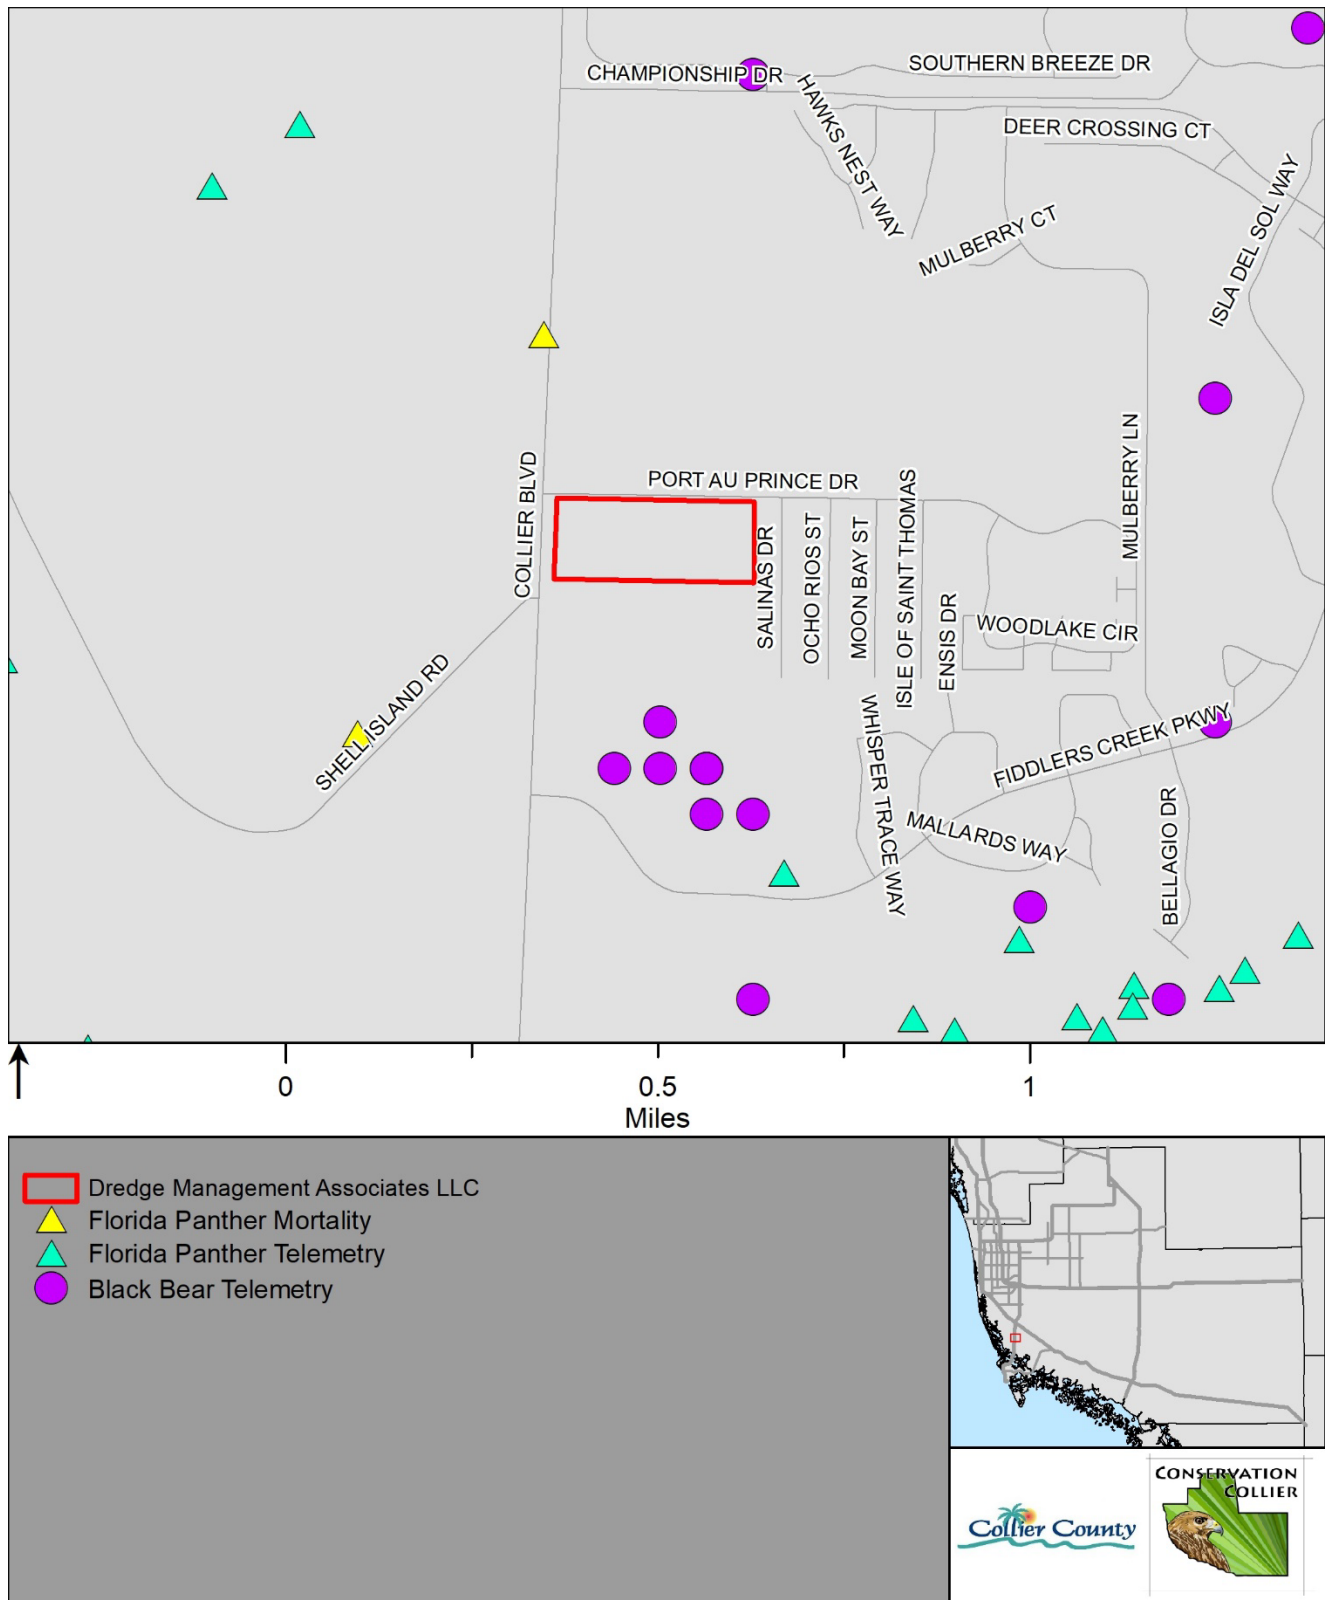 SOUTHERN BREEZE DR
CHAMPIONSHIP DR
HAWKS NEST WAY
DEER CROSSING CT
ISLA DEL SOL WAY
MULBERRY CT
MULBERRY LN
COLLIER BLVD
PORT AU PRINCE DR
SALINAS DR
OCHO RIOS ST
MOON BAY ST
ISLE OF SAINT THOMAS
ENSIS DR
WOODLAKE CIR
SHELL ISLAND RD
WHISPER TRACE WAY
FIDDLERS CREEK PKWY
MALLARDS WAY
BELLAGIO DR
0 0.5 1
Miles
Dredge Management Associates LLC
Florida Panther Mortality
Florida Panther Telemetry
Black Bear Telemetry
Collier County
CONSERVATION
COLLIER